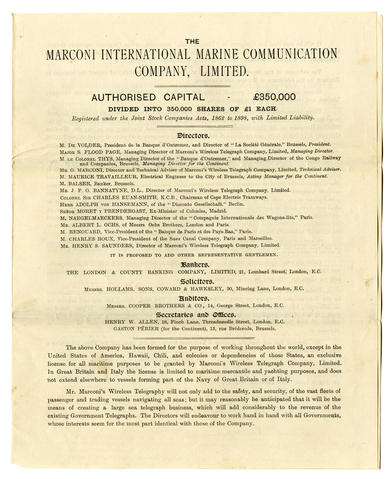 THE
MARCONI INTERNATIONAL MARINE COMMUNICATION
COMPANY, LIMITED.
AUTHORISED CAPITAL - £350,000
DIVIDED INTO 350,000 SHARES OF £1 EACH.
Registered under the Joint Stock Companies Acts, 1862 to 1898, with Limited Liability.
Directors.
M. DE VOLDER, President de la Banque d'Outremer, and Director of "La Société Générale," Brussels, President.
MAJOR S. FLOOD PAGE, Managing Director of Marconi's Wireless Telegraph Company, Limited, Managing Director.
M. LE COLONEL THYS, Managing Director of the "Banque d'Outremer," and Managing Director of the Congo Railway
and Companies, Brussels, Managing Director for the Continent.
MR. G. MARCONI, Director and Technical Adviser of Marconi's Wireless Telegraph Company, Limited, Technical Adviser.
M. MAURICE TRAVAILLEUR, Electrical Engineer to the City of Brussels, Acting Manager for the Continent.
M. BALSER, Banker, Brussels.
MR. J. F. O. BANNATYNE, D.L., Director of Marconi's Wireless Telegraph Company, Limited.
COLONEL SIR CHARLES EUAN-SMITH, K.C.B., Chairman of Cape Electric Tramways.
HERR ADOLPH VON HANSEMANN, of the "Disconto Gesellschaft," Berlin.
SEÑOR MORET Y PRENDERGAST, Ex-Minister of Colonies, Madrid.
M. NAEGELMAECKERS, Managing Director of the "Compagnie Internationale des Wagons-lits," Paris.
MR. ALBERT L. OCHS, of Messrs. Ochs Brothers, London and Paris.
M. RENOUARD, Vice-President of the "Banque de Paris et des Pays Bas," Paris.
M. CHARLES ROUX, Vice-President of the Suez Canal Company, Paris and Marseilles.
MR. HENRY S. SAUNDERS, Director of Marconi's Wireless Telegraph Company, Limited.
IT IS PROPOSED TO ADD OTHER REPRESENTATIVE GENTLEMEN.
Bankers.
THE LONDON & COUNTY BANKING COMPANY, LIMITED, 21, Lombard Street, London, E.C.
Solicitors.
MESSRS. HOLLAMS, SONS, COWARD & HAWKSLEY, 30, Mincing Lane, London, E.C.
Auditors.
MESSRS. COOPER BROTHERS & CO., 14, George Street, London, E.C.
Secretaries and Offices.
HENRY W. ALLEN, 18, Finch Lane, Threadneedle Street, London, E.C.
GASTON PÉRIER (for the Continent), 13, rue Bréderode, Brussels.
The above Company has been formed for the purpose of working throughout the world, except in the
United States of America, Hawaii, Chili, and colonies or dependencies of those States, an exclusive
license for all maritime purposes to be granted by Marconi's Wireless Telegraph Company, Limited.
In Great Britain and Italy the license is limited to maritime mercantile and yachting purposes, and does
not extend elsewhere to vessels forming part of the Navy of Great Britain or of Italy.
Mr. Marconi's Wireless Telegraphy will not only add to the safety, and security, of the vast fleets of
passenger and trading vessels navigating all seas; but it may reasonably be anticipated that it will be the
means of creating a large sea telegraph business, which will add considerably to the revenue of the
existing Government Telegraphs. The Directors will endeavour to work hand in hand with all Governments,
whose interests seem for the most part identical with those of the Company.